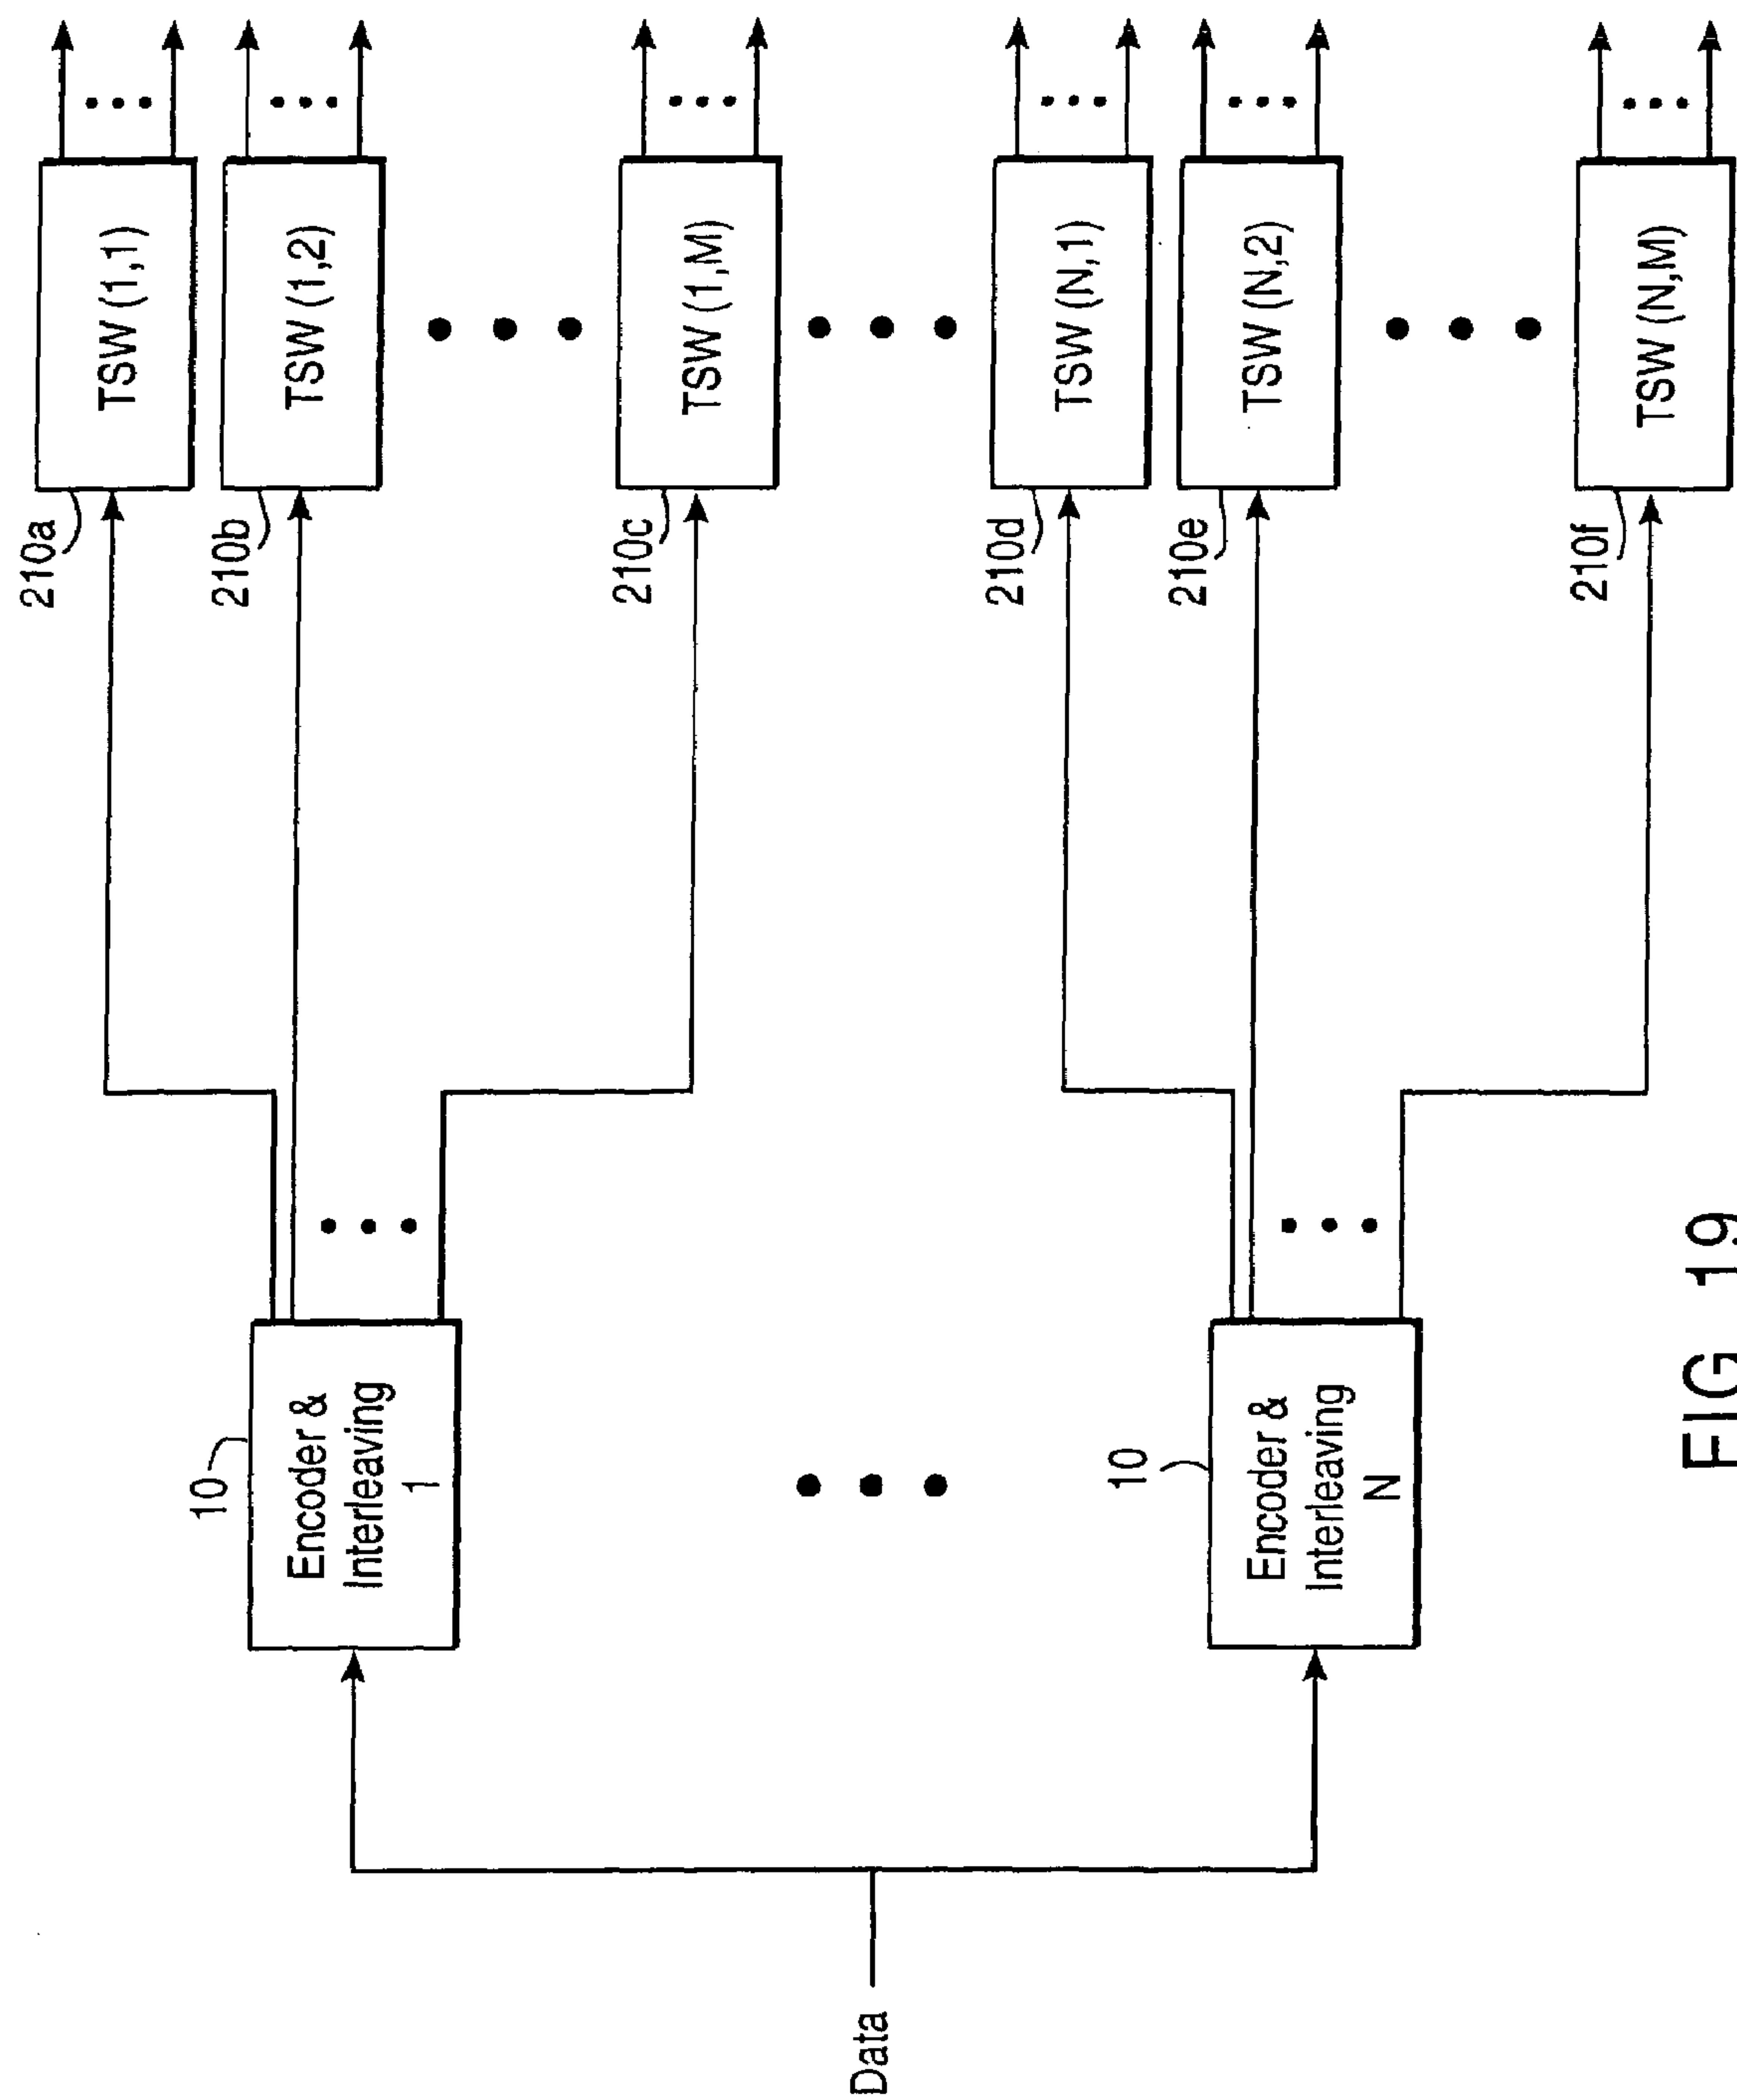 Data
10
Encoder &
Interleaving
1
10
Encoder &
Interleaving
N
210a
TSW (1,1)
210b
TSW (1,2)
210c
TSW (1,M)
210d
TSW (N,1)
210e
TSW (N,2)
210f
TSW (N,M)
FIG 19